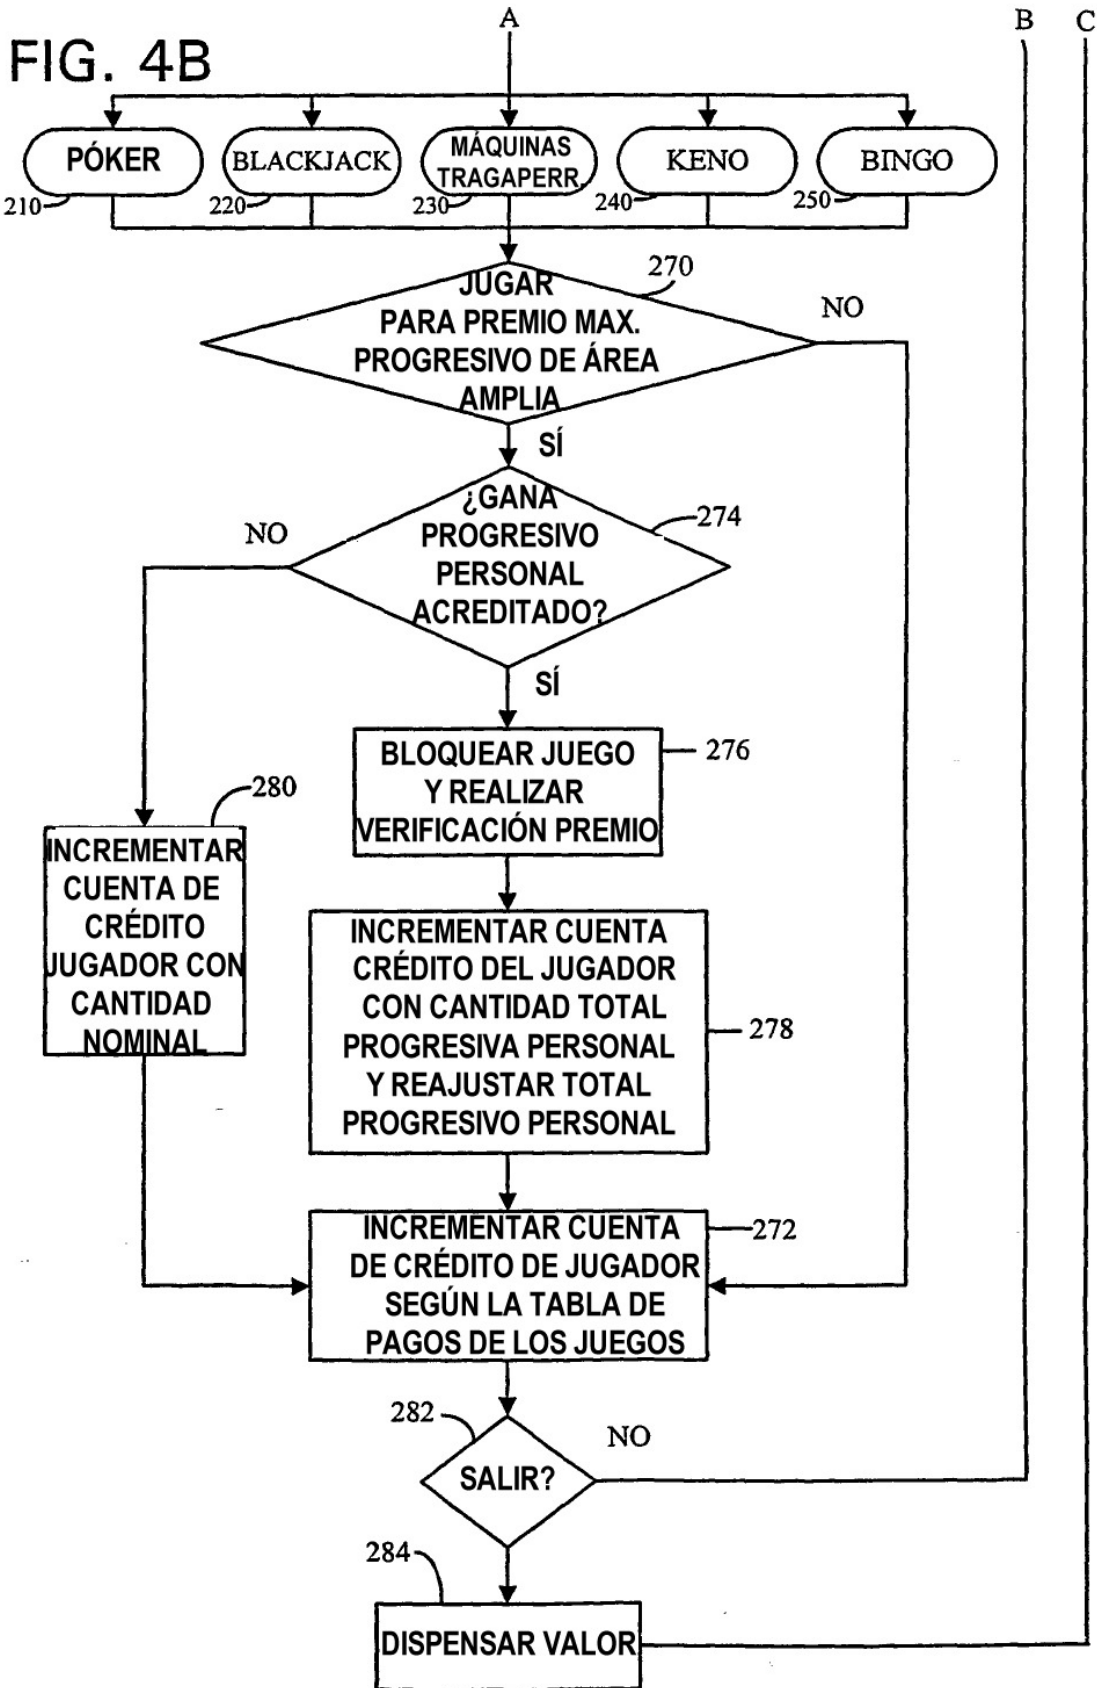 A
B
C
FIG. 4B
PÓKER
BLACKJACK
MÁQUINAS
TRAGAPERR.
KENO
BINGO
210
220
230
240
250
270
JUGAR
PARA PREMIO MAX.
PROGRESIVO DE ÁREA
AMPLIA
NO
SÍ
¿GANA
PROGRESIVO
PERSONAL
ACREDITADO?
274
NO
SÍ
BLOQUEAR JUEGO
Y REALIZAR
VERIFICACIÓN PREMIO
276
280
INCREMENTAR
CUENTA DE
CRÉDITO
JUGADOR CON
CANTIDAD
NOMINAL
INCREMENTAR CUENTA
CRÉDITO DEL JUGADOR
CON CANTIDAD TOTAL
PROGRESIVA PERSONAL
Y REAJUSTAR TOTAL
PROGRESIVO PERSONAL
278
INCREMENTAR CUENTA
DE CRÉDITO DE JUGADOR
SEGÚN LA TABLA DE
PAGOS DE LOS JUEGOS
272
282
SALIR?
NO
284
DISPENSAR VALOR